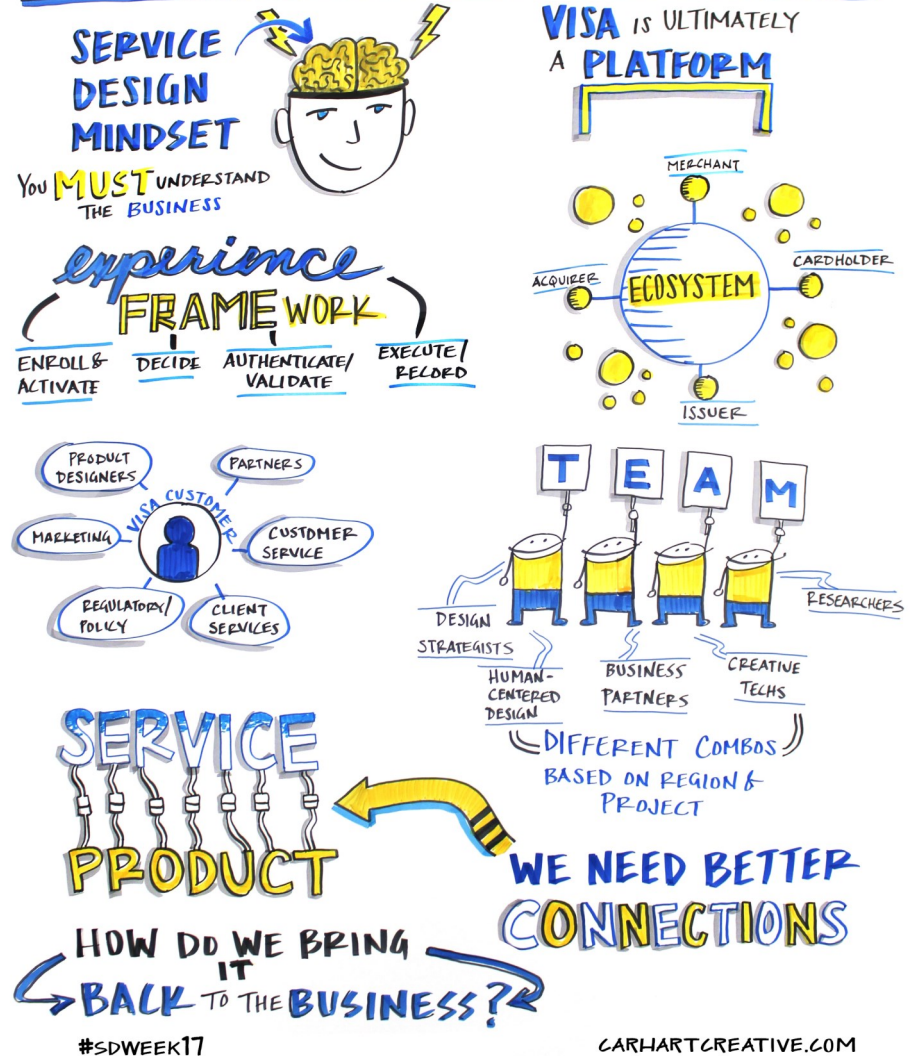 SERVICE
DESIGN
MINDSET
YOU MUST UNDERSTAND
THE BUSINESS
VISA IS ULTIMATELY
A PLATFORM
MERCHANT
ACQUIRER
ECOSYSTEM
CARDHOLDER
ISSUER
experience
FRAMEWORK
ENROLL &
ACTIVATE
DECIDE
AUTHENTICATE/
VALIDATE
EXECUTE/
RECORD
PRODUCT
DESIGNERS
PARTNERS
VISA CUSTOMER
MARKETING
CUSTOMER
SERVICE
REGULATORY/
POLICY
CLIENT
SERVICES
T E A M
DESIGN
STRATEGISTS
HUMAN-
CENTERED
DESIGN
BUSINESS
PARTNERS
CREATIVE
TECHS
RESEARCHERS
DIFFERENT COMBOS
BASED ON REGION &
PROJECT
SERVICE
PRODUCT
WE NEED BETTER
CONNECTIONS
HOW DO WE BRING
IT
BACK TO THE BUSINESS?
#SDWEEK17
CARHARTCREATIVE.COM